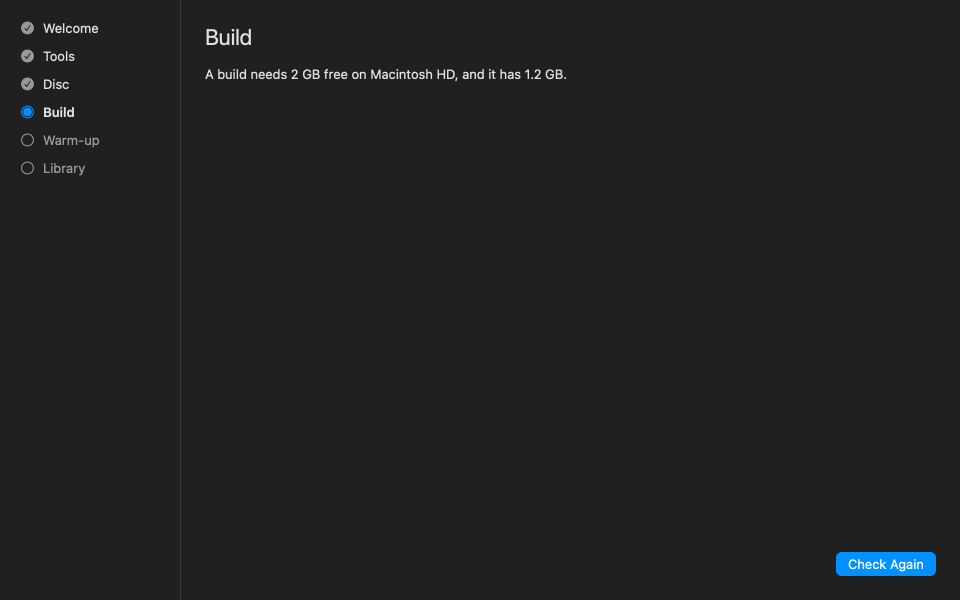 Welcome
Tools
Disc
Build
Warm-up
Library
Build
A build needs 2 GB free on Macintosh HD, and it has 1.2 GB.
Check Again